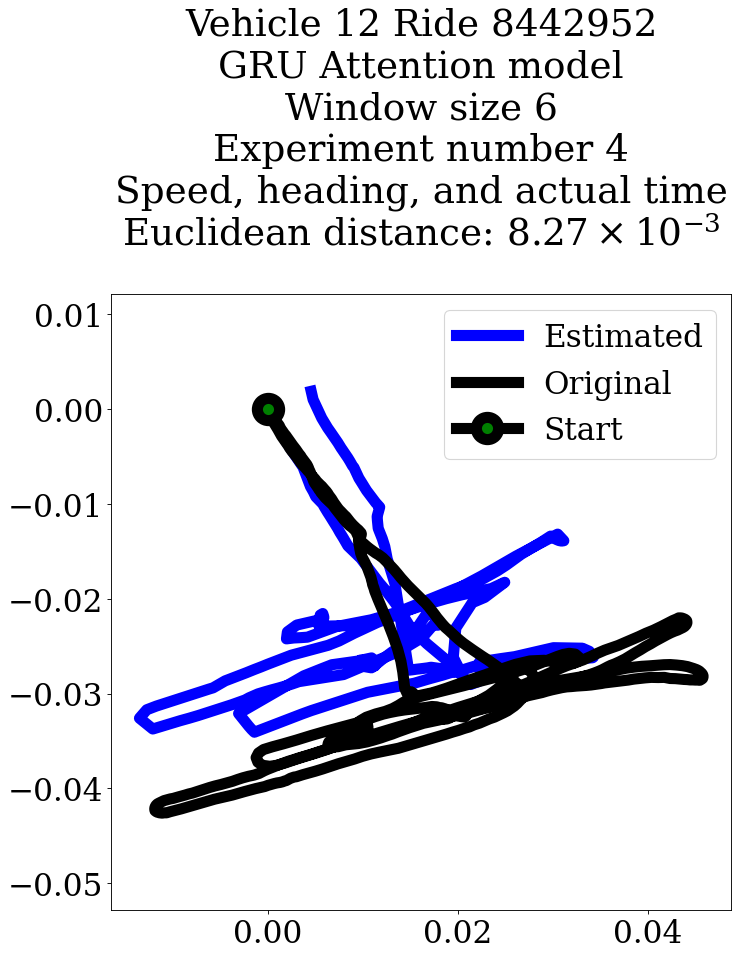 Vehicle 12 Ride 8442952
GRU Attention model
Window size 6
Experiment number 4
Speed, heading, and actual time
Euclidean distance: 8.27 × 10⁻³
Estimated
Original
Start
0.01
0.00
−0.01
−0.02
−0.03
−0.04
−0.05
0.00 0.02 0.04